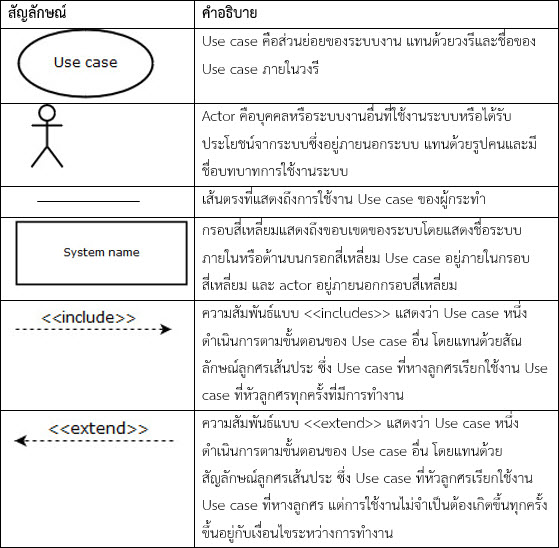 สัญลักษณ์ คำอธิบาย
Use case
Use case คือส่วนย่อยของระบบงาน แทนด้วยวงรีและชื่อของ
Use case ภายในวงรี
Actor คือบุคคลหรือระบบงานอื่นที่ใช้งานระบบหรือได้รับ
ประโยชน์จากระบบซึ่งอยู่ภายนอกระบบ แทนด้วยรูปคนและมี
ชื่อบทบาทการใช้งานระบบ
เส้นตรงที่แสดงถึงการใช้งาน Use case ของผู้กระทำ
System name
กรอบสี่เหลี่ยมแสดงถึงขอบเขตของระบบโดยแสดงชื่อระบบ
ภายในหรือด้านบนกรอกสี่เหลี่ยม Use case อยู่ภายในกรอบ
สี่เหลี่ยม และ actor อยู่ภายนอกกรอบสี่เหลี่ยม
<<include>>
ความสัมพันธ์แบบ <<includes>> แสดงว่า Use case หนึ่ง
ดำเนินการตามขั้นตอนของ Use case อื่น โดยแทนด้วยสัณ
ลักษณ์ลูกศรเส้นประ ซึ่ง Use case ที่หางลูกศรเรียกใช้งาน Use
case ที่หัวลูกศรทุกครั้งที่มีการทำงาน
<<extend>>
ความสัมพันธ์แบบ <<extend>> แสดงว่า Use case หนึ่ง
ดำเนินการตามขั้นตอนของ Use case อื่น โดยแทนด้วย
สัญลักษณ์ลูกศรเส้นประ ซึ่ง Use case ที่หัวลูกศรเรียกใช้งาน
Use case ที่หางลูกศร แต่การใช้งานไม่จำเป็นต้องเกิดขึ้นทุกครั้ง
ขึ้นอยู่กับเงื่อนไขระหว่างการทำงาน